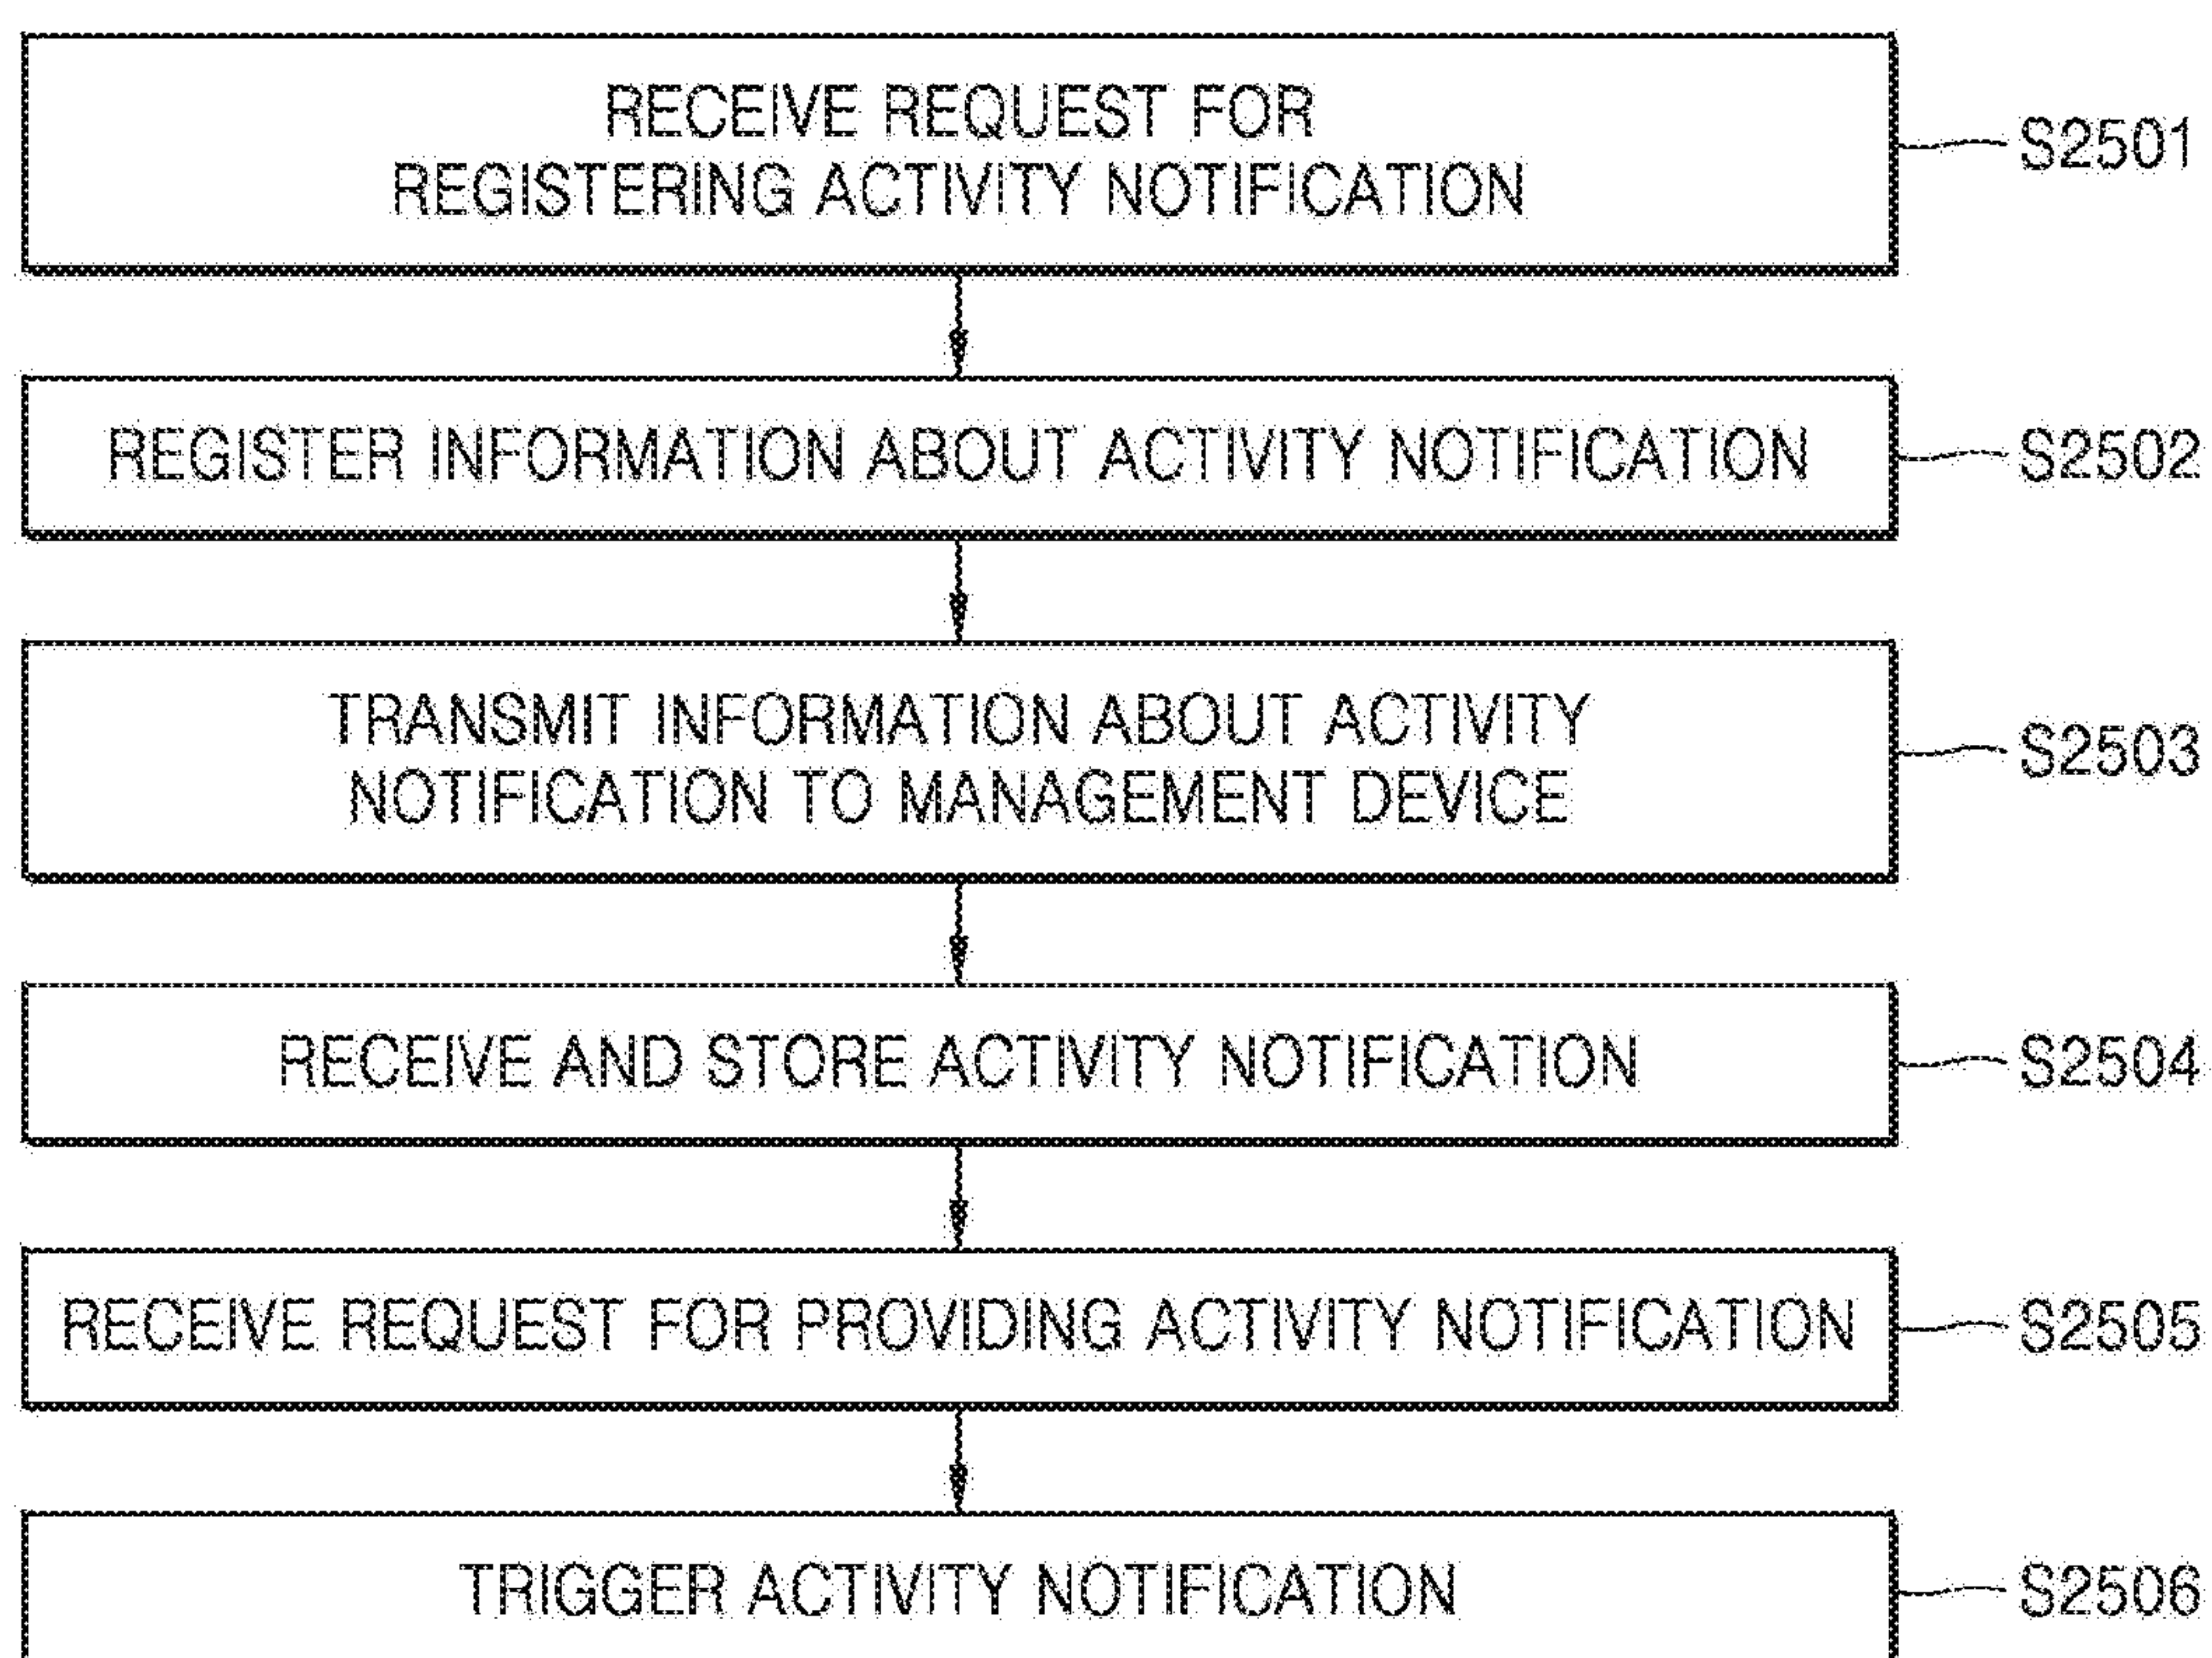 RECEIVE REQUEST FOR
REGISTERING ACTIVITY NOTIFICATION
S2501
REGISTER INFORMATION ABOUT ACTIVITY NOTIFICATION
S2502
TRANSMIT INFORMATION ABOUT ACTIVITY
NOTIFICATION TO MANAGEMENT DEVICE
S2503
RECEIVE AND STORE ACTIVITY NOTIFICATION
S2504
RECEIVE REQUEST FOR PROVIDING ACTIVITY NOTIFICATION
S2505
TRIGGER ACTIVITY NOTIFICATION
S2506